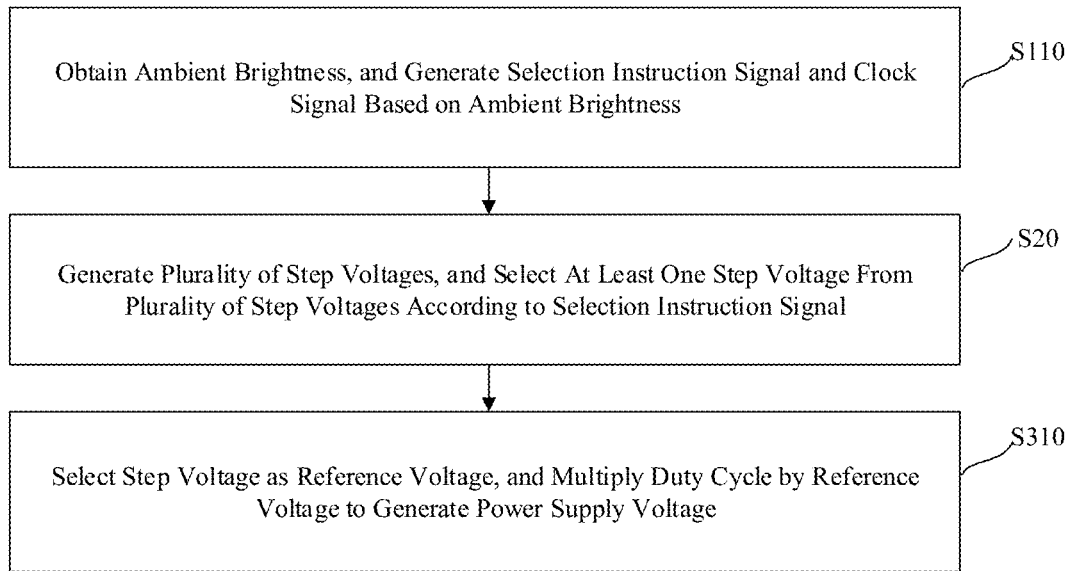 S110
Obtain Ambient Brightness, and Generate Selection Instruction Signal and Clock
Signal Based on Ambient Brightness
S20
Generate Plurality of Step Voltages, and Select At Least One Step Voltage From
Plurality of Step Voltages According to Selection Instruction Signal
S310
Select Step Voltage as Reference Voltage, and Multiply Duty Cycle by Reference
Voltage to Generate Power Supply Voltage